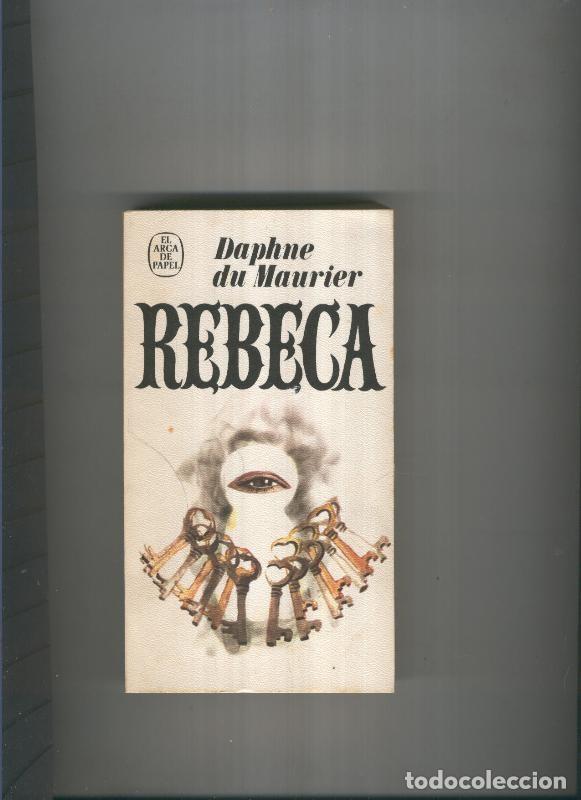 EL
ARCA
DE
PAPEL
Daphne
du Maurier
REBECA
todocoleccion